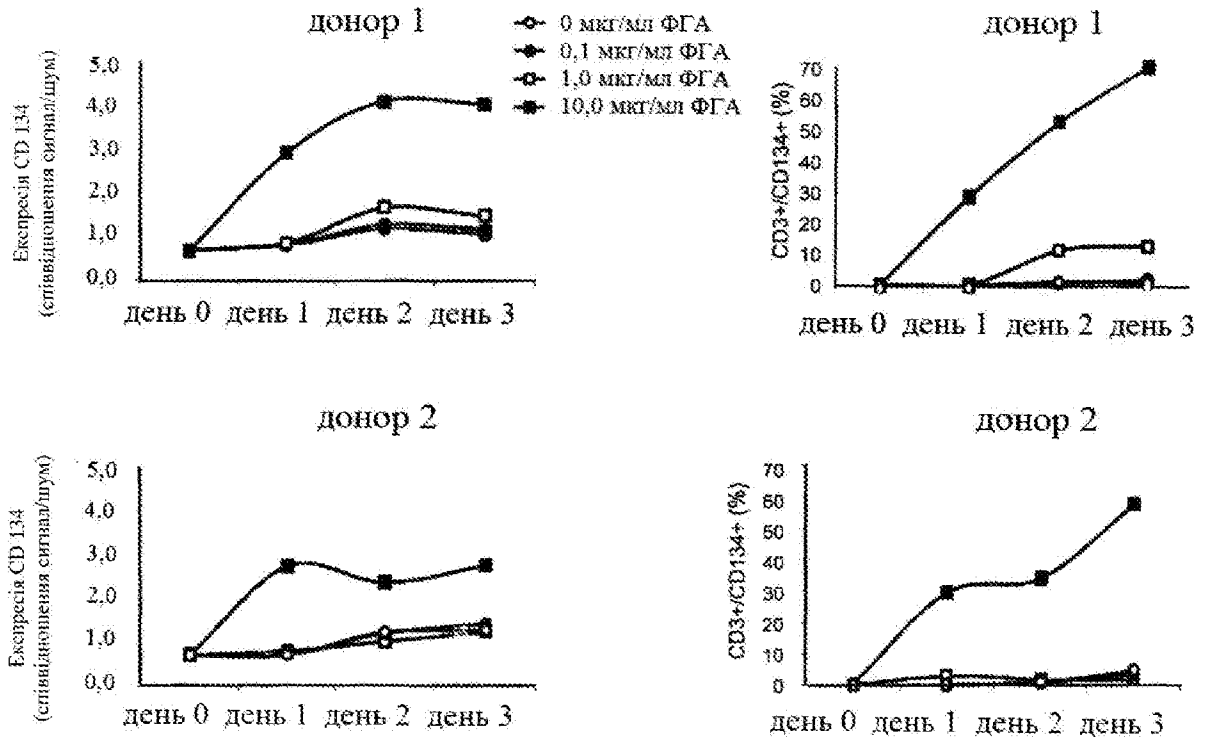 донор 1
0 мкг/мл ФГА
0,1 мкг/мл ФГА
1,0 мкг/мл ФГА
10,0 мкг/мл ФГА
Експресія CD 134
(співвідношення сигнал/шум)
5,0
4,0
3,0
2,0
1,0
0,0
день 0 день 1 день 2 день 3
донор 1
CD3+/CD134+ (%)
70
60
50
40
30
20
10
0
день 0 день 1 день 2 день 3
донор 2
Експресія CD 134
(співвідношення сигнал/шум)
5,0
4,0
3,0
2,0
1,0
0,0
день 0 день 1 день 2 день 3
донор 2
CD3+/CD134+ (%)
70
60
50
40
30
20
10
0
день 0 день 1 день 2 день 3